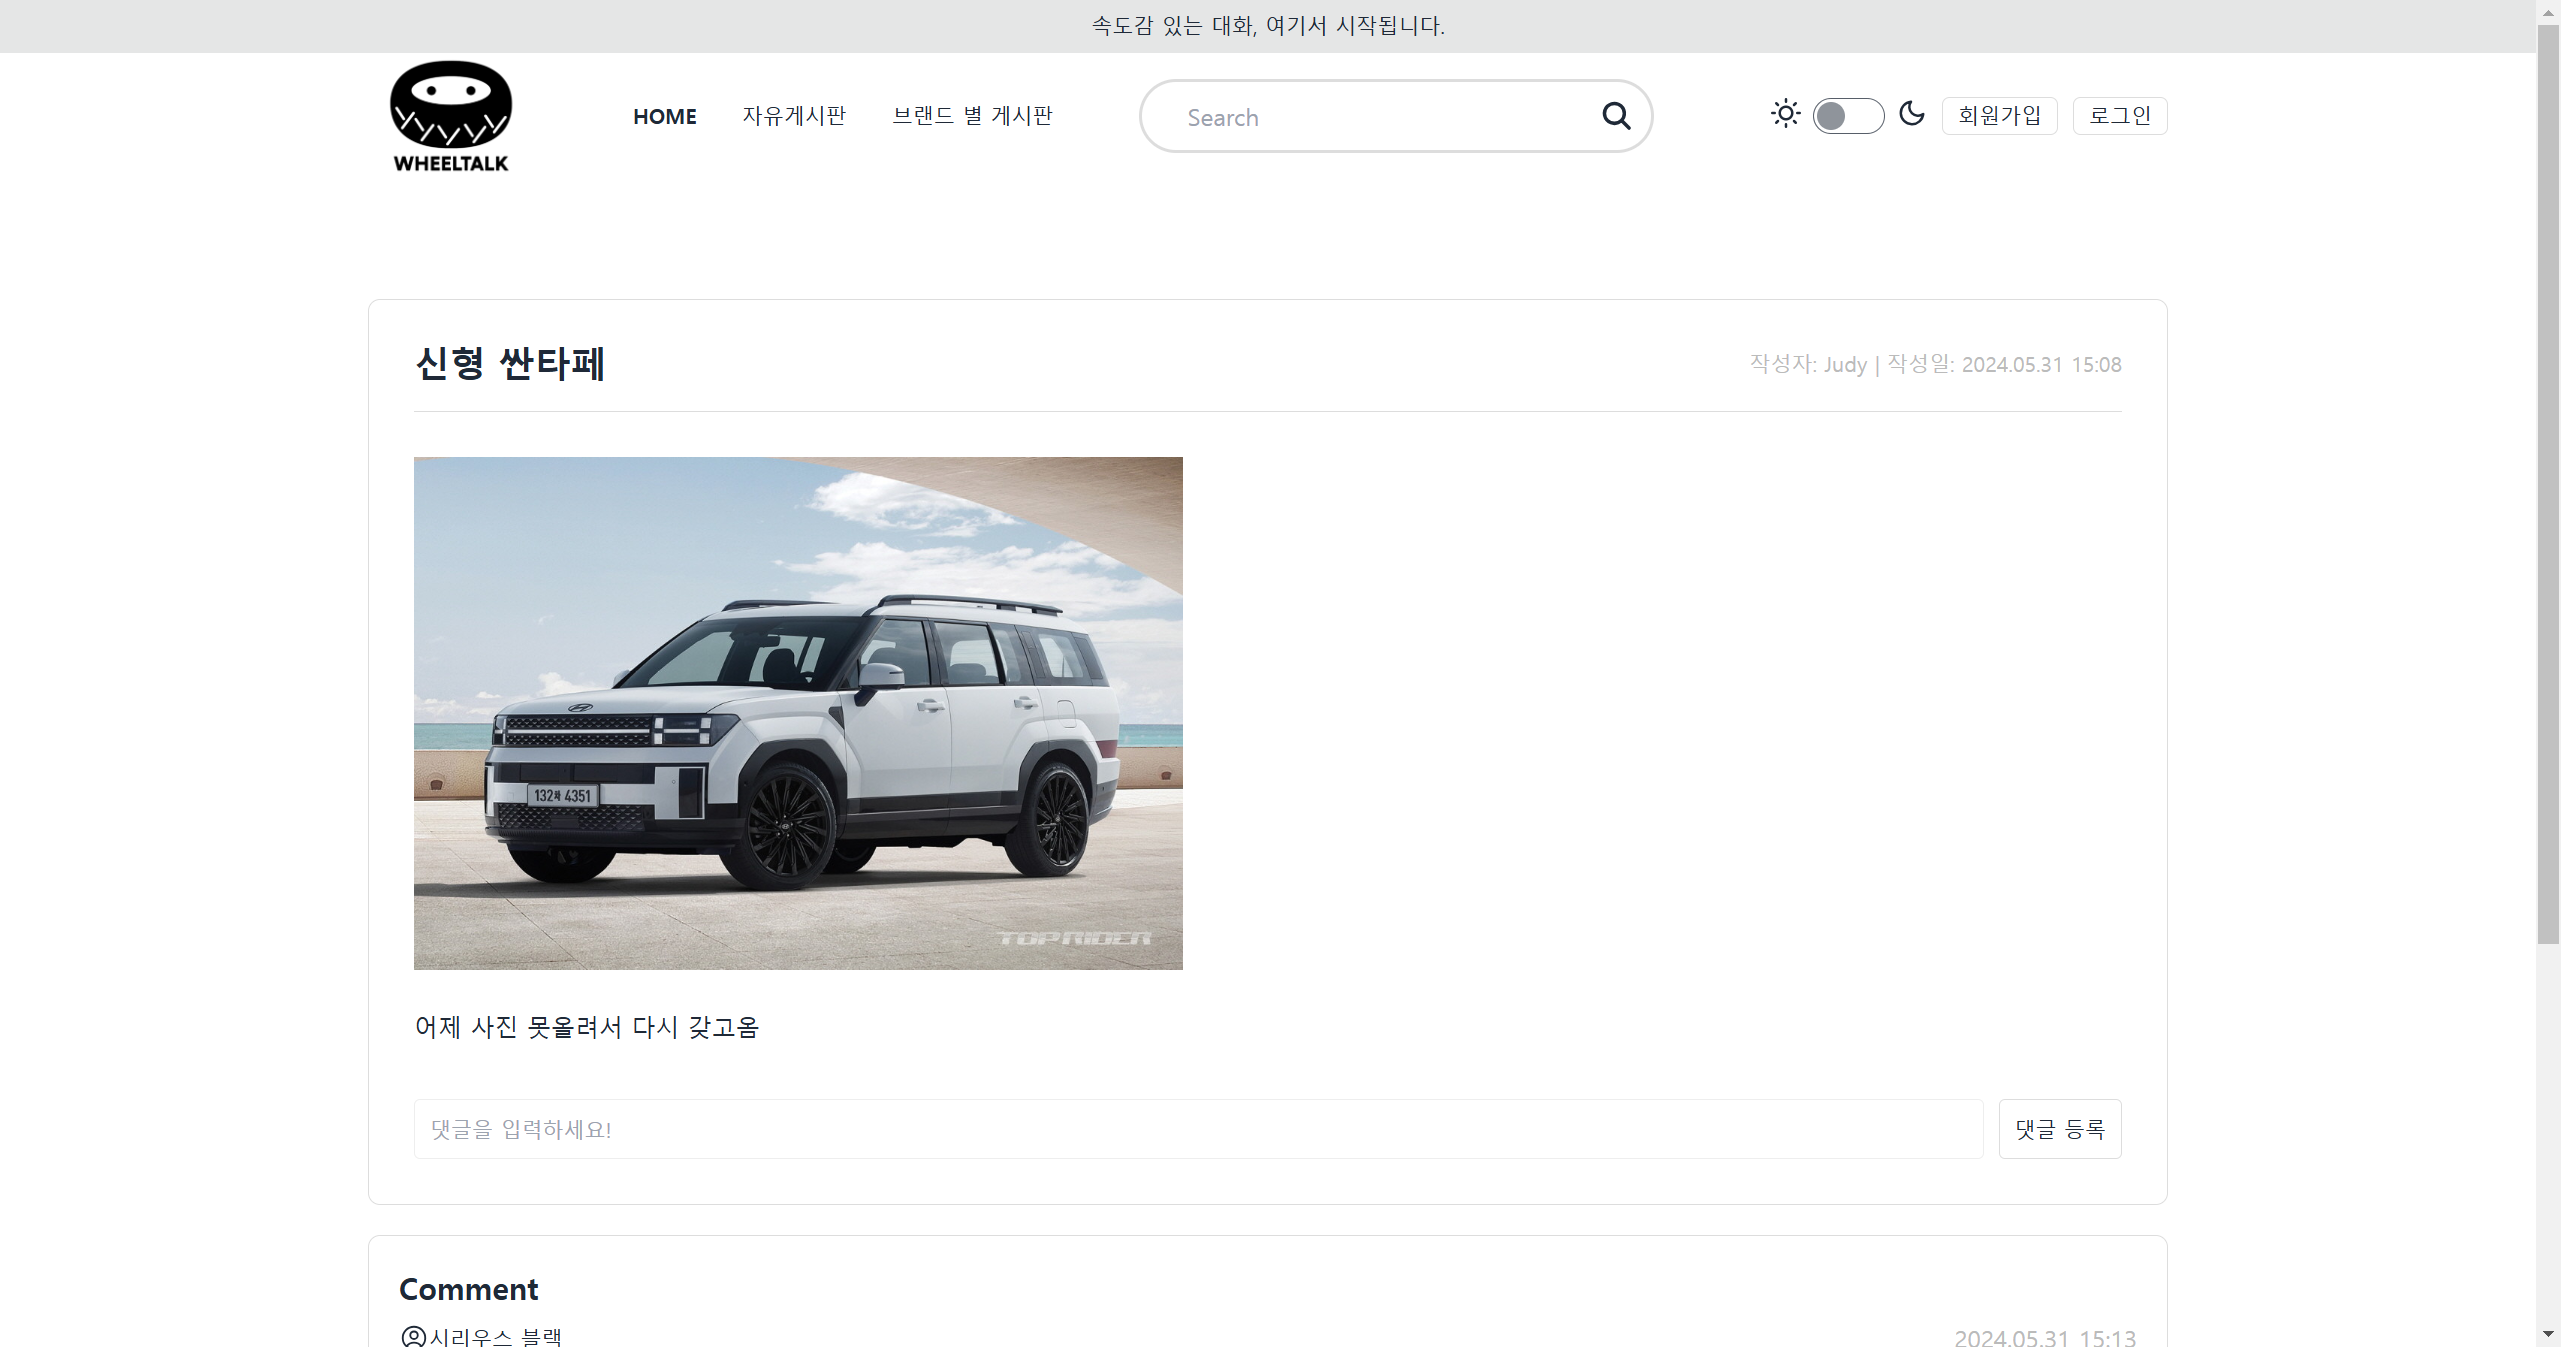 속도감 있는 대화, 여기서 시작됩니다.
WHEELTALK
HOME 자유게시판 브랜드 별 게시판 Search 회원가입 로그인
신형 싼타페 작성자: Judy | 작성일: 2024.05.31 15:08
4351
TOPRIDER
어제 사진 못올려서 다시 갖고옴
댓글을 입력하세요! 댓글 등록
Comment
시리우스 블랙 2024.05.31 15:13